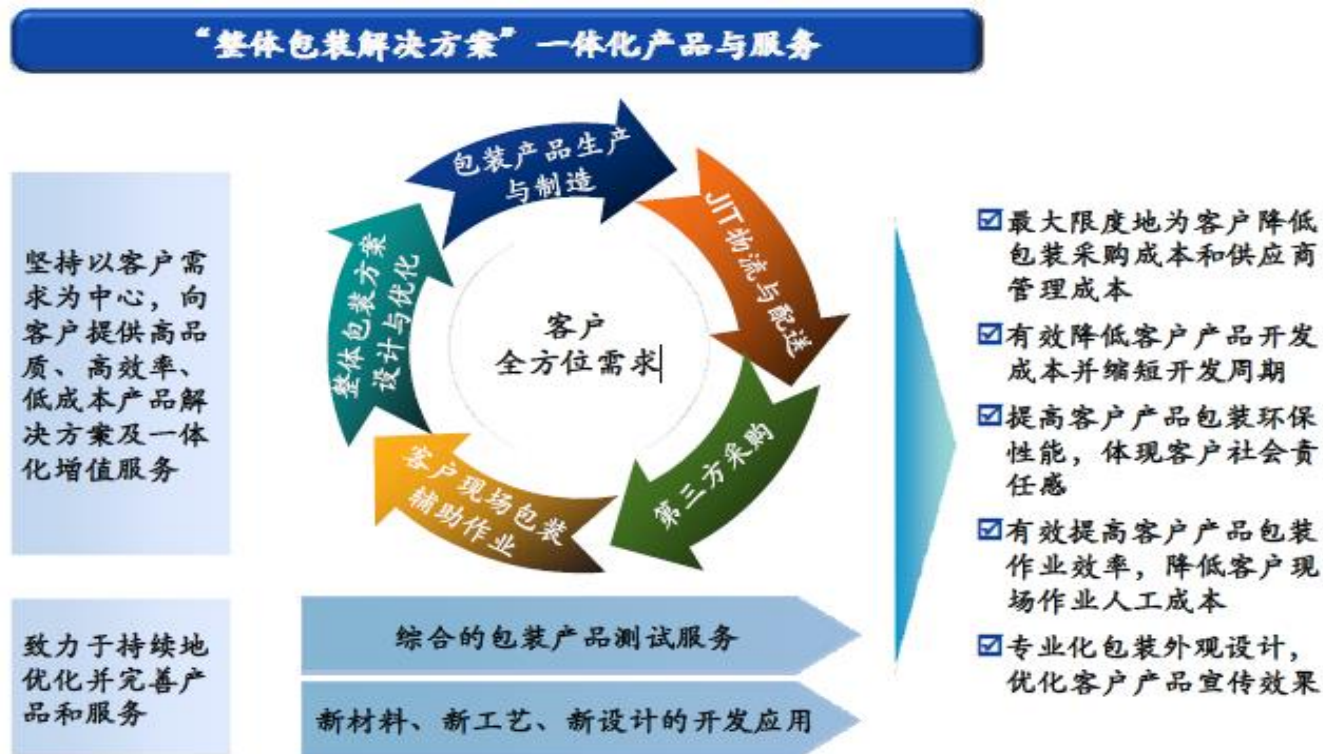 “整体包装解决方案”一体化产品与服务
坚持以客户需
求为中心，向
客户提供高品
质、高效率、
低成本产品解
决方案及一体
化增值服务
包装产品生产
与制造
JIT物流与配送
第三方采购
客户现场包装
辅助作业
整体包装方案
设计与优化
客户
全方位需求
最大限度地为客户降低
包装采购成本和供应商
管理成本
有效降低客户产品开发
成本并缩短开发周期
提高客户产品包装环保
性能，体现客户社会责
任感
有效提高客户产品包装
作业效率，降低客户现
场作业人工成本
专业化包装外观设计，
优化客户产品宣传效果
致力于持续地
优化并完善产
品和服务
综合的包装产品测试服务
新材料、新工艺、新设计的开发应用